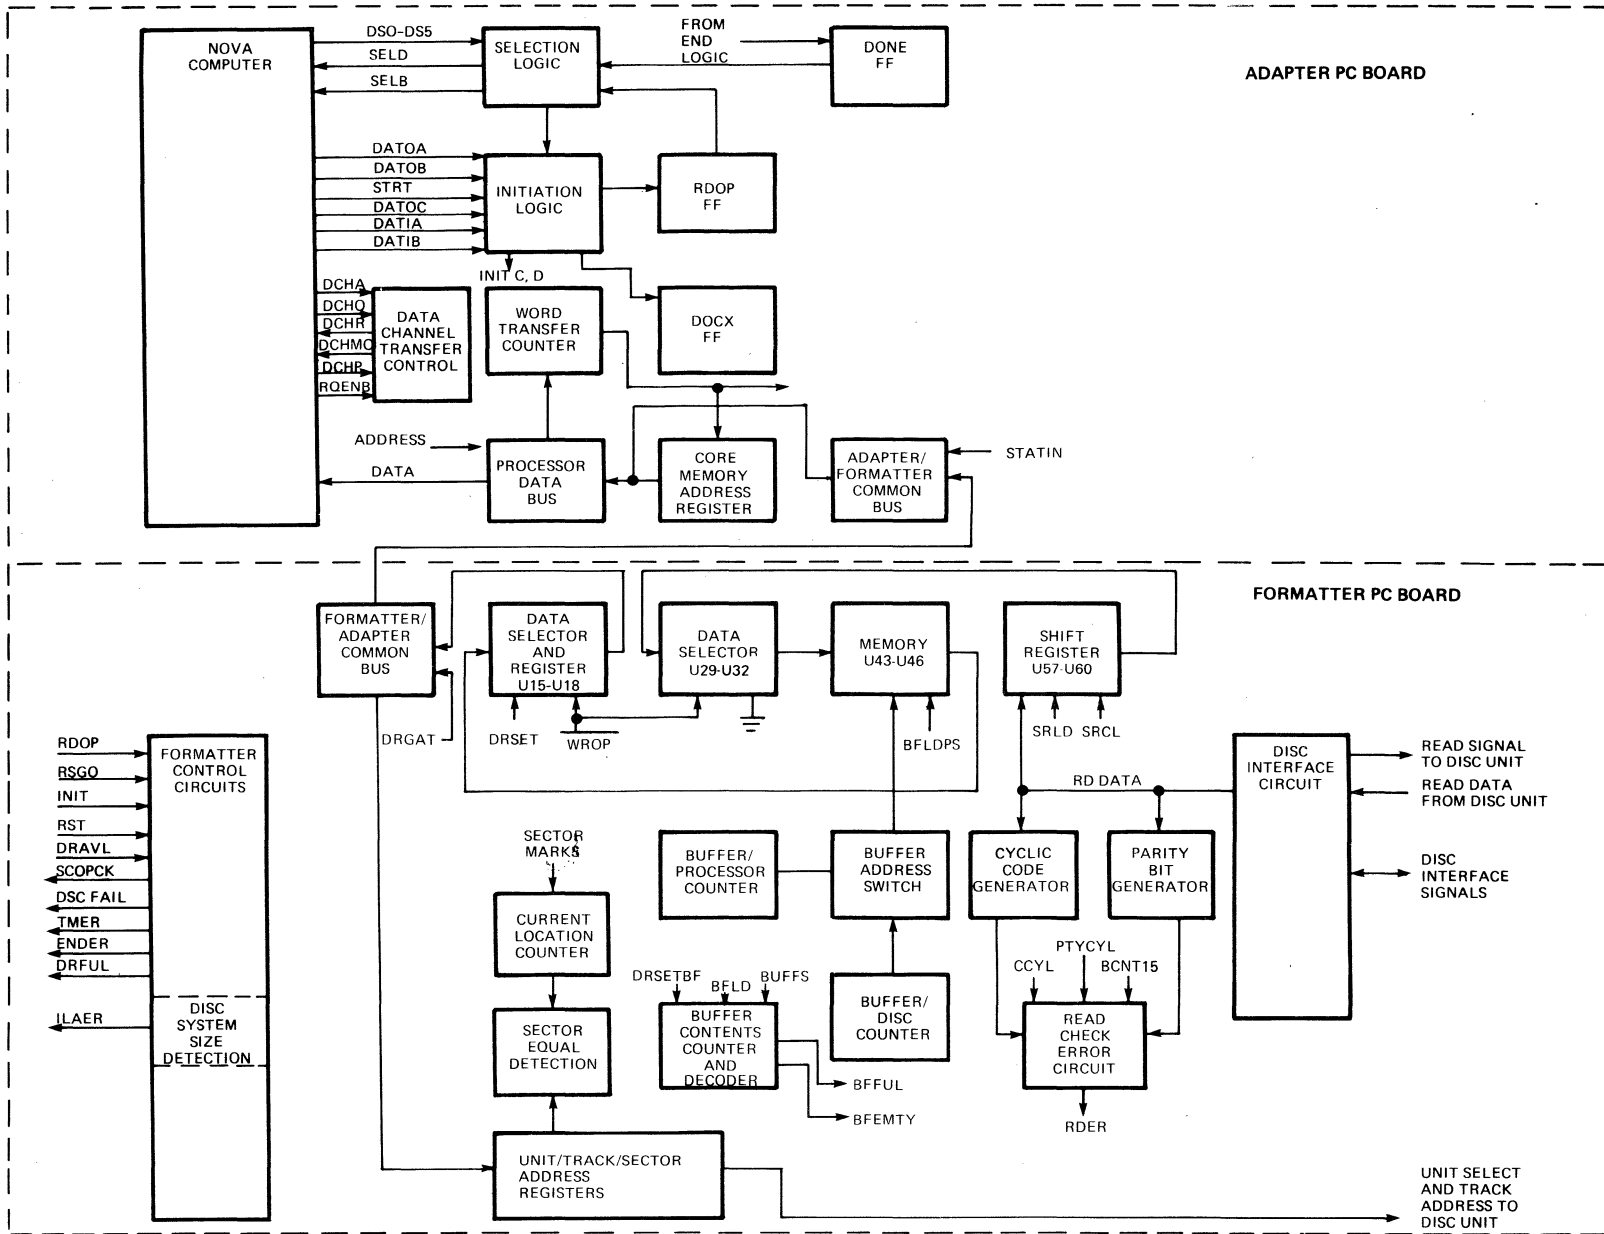 ADAPTER PC BOARD
NOVA
COMPUTER
DSO-DS5
SELD
SELB
SELECTION
LOGIC
FROM
END
LOGIC
DONE
FF
DATOA
DATOB
STRT
DATOC
DATIA
DATIB
INITIATION
LOGIC
RDOP
FF
INIT C, D
DCHA
DCHO
DCHR
DCHMO
DCHP
RQENB
DATA
CHANNEL
TRANSFER
CONTROL
WORD
TRANSFER
COUNTER
DOCX
FF
ADDRESS
DATA
PROCESSOR
DATA
BUS
CORE
MEMORY
ADDRESS
REGISTER
ADAPTER/
FORMATTER
COMMON
BUS
STATIN
FORMATTER PC BOARD
FORMATTER/
ADAPTER
COMMON
BUS
DATA
SELECTOR
AND
REGISTER
U15-U18
DATA
SELECTOR
U29-U32
MEMORY
U43-U46
SHIFT
REGISTER
U57-U60
DRGAT
DRSET
WROP
BFLDPS
SRLD
SRCL
RDOP
RSGO
INIT
RST
DRAVL
SCOPCK
DSC FAIL
TMER
ENDER
DRFUL
ILAER
FORMATTER
CONTROL
CIRCUITS
DISC
SYSTEM
SIZE
DETECTION
RD DATA
DISC
INTERFACE
CIRCUIT
READ SIGNAL
TO DISC UNIT
READ DATA
FROM DISC UNIT
DISC
INTERFACE
SIGNALS
SECTOR
MARKS
CURRENT
LOCATION
COUNTER
SECTOR
EQUAL
DETECTION
BUFFER/
PROCESSOR
COUNTER
BUFFER
ADDRESS
SWITCH
CYCLIC
CODE
GENERATOR
PARITY
BIT
GENERATOR
DRSETBF
BFLD
BUFFS
BUFFER
CONTENTS
COUNTER
AND
DECODER
BUFFER/
DISC
COUNTER
BFFUL
BFEMTY
CCYL
PTYCYL
BCNT15
READ
CHECK
ERROR
CIRCUIT
RDER
UNIT/TRACK/SECTOR
ADDRESS
REGISTERS
UNIT SELECT
AND TRACK
ADDRESS TO
DISC UNIT